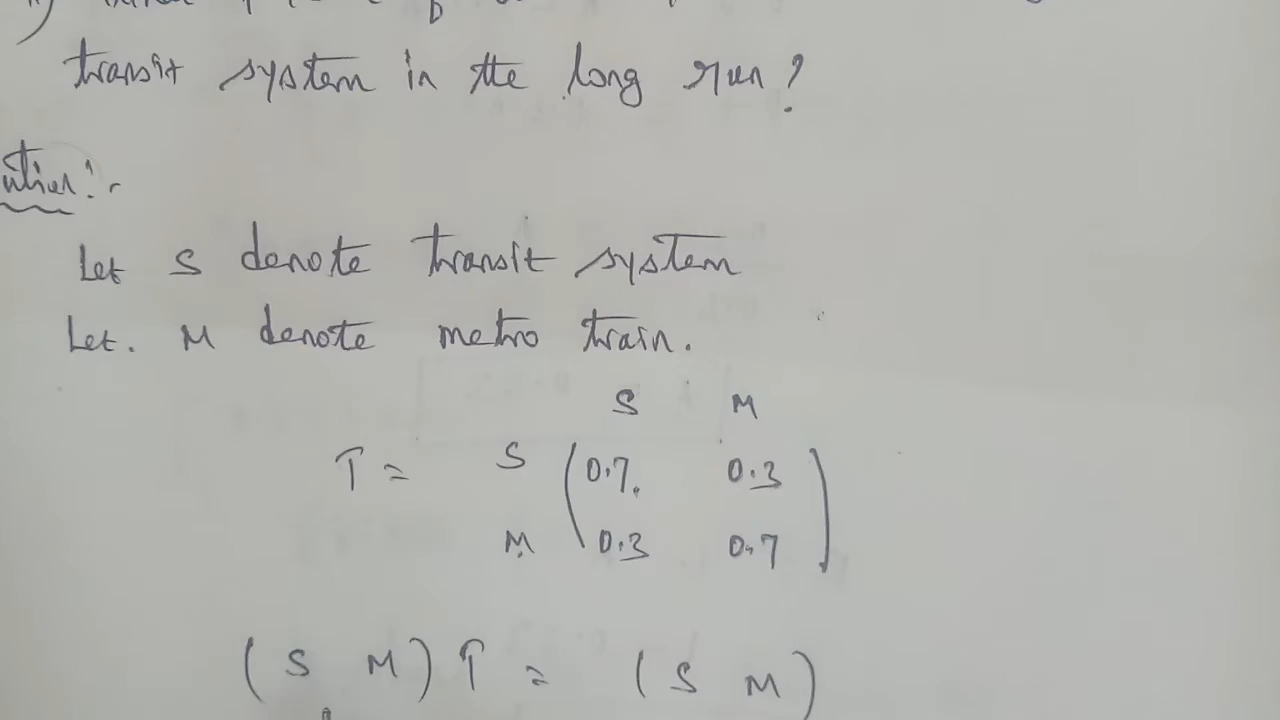 transit system in the long run?
Let S denote transit system
Let. M denote metro train.
S M
T = S (0.7. 0.3)
M (0.3 0.7)
(S M) T = (S M)